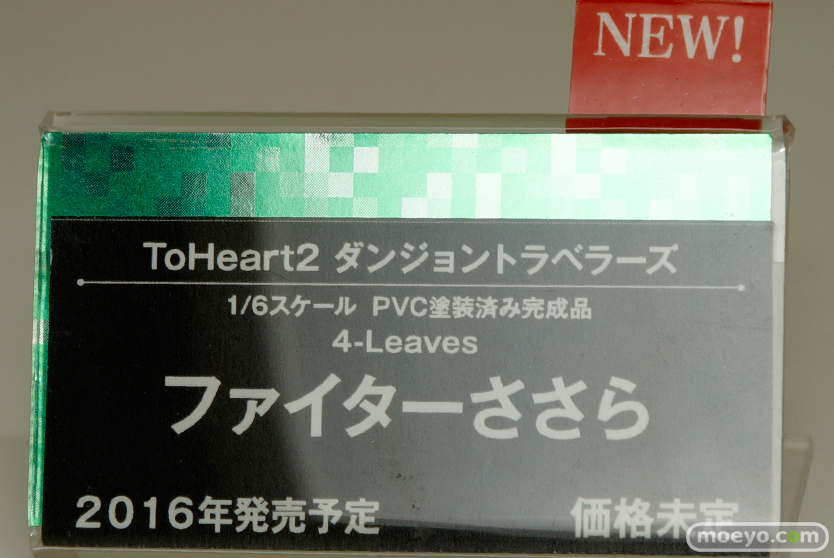 NEW!
ToHeart2 ダンジョントラベラーズ
1/6スケール PVC塗装済み完成品
4-Leaves
ファイターささら
2016年発売予定 価格未定
moeyo.com